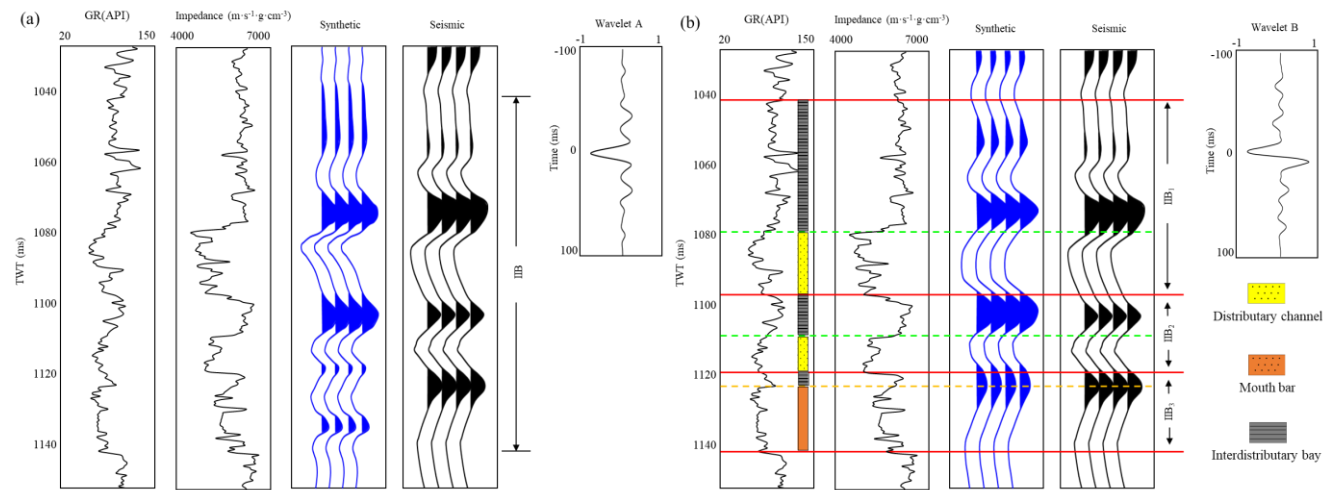 (a)
GR(API)
20 150
Impedance (m·s-1·g·cm-3)
4000 7000
Synthetic
Seismic
Wavelet A
-1 1
-100
0
100
Time (ms)
TWT (ms)
1040
1060
1080
1100
1120
1140
IIB
(b)
GR(API)
20 150
Impedance (m·s-1·g·cm-3)
4000 7000
Synthetic
Seismic
Wavelet B
-1 1
-100
0
100
Time (ms)
TWT (ms)
1040
1060
1080
1100
1120
1140
IIB1
IIB2
IIB3
Distributary channel
Mouth bar
Interdistributary bay